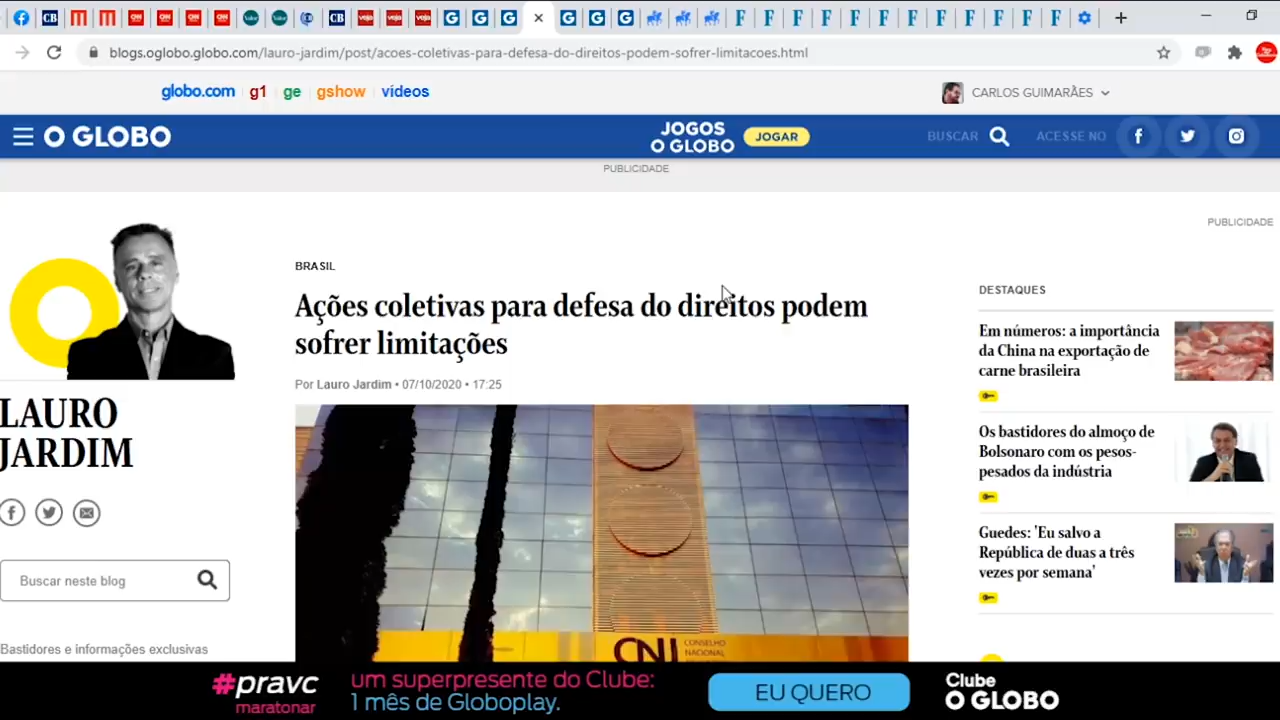 blogs.oglobo.globo.com/lauro-jardim/post/acoes-coletivas-para-defesa-do-direitos-podem-sofrer-limitacoes.html
globo.com g1 ge gshow vídeos
CARLOS GUIMARÃES
O GLOBO
JOGOS
O GLOBO
JOGAR
BUSCAR
ACESSE NO
PUBLICIDADE
PUBLICIDADE
BRASIL
Ações coletivas para defesa do direitos podem
sofrer limitações
Por Lauro Jardim • 07/10/2020 • 17:25
CNJ
CONSELHO
NACIONAL
LAURO
JARDIM
Buscar neste blog
Bastidores e informações exclusivas
DESTAQUES
Em números: a importância
da China na exportação de
carne brasileira
Os bastidores do almoço de
Bolsonaro com os pesos-
pesados da indústria
Guedes: 'Eu salvo a
República de duas a três
vezes por semana'
#pravc
maratonar
um superpresente do Clube:
1 mês de Globoplay.
EU QUERO
Clube
O GLOBO